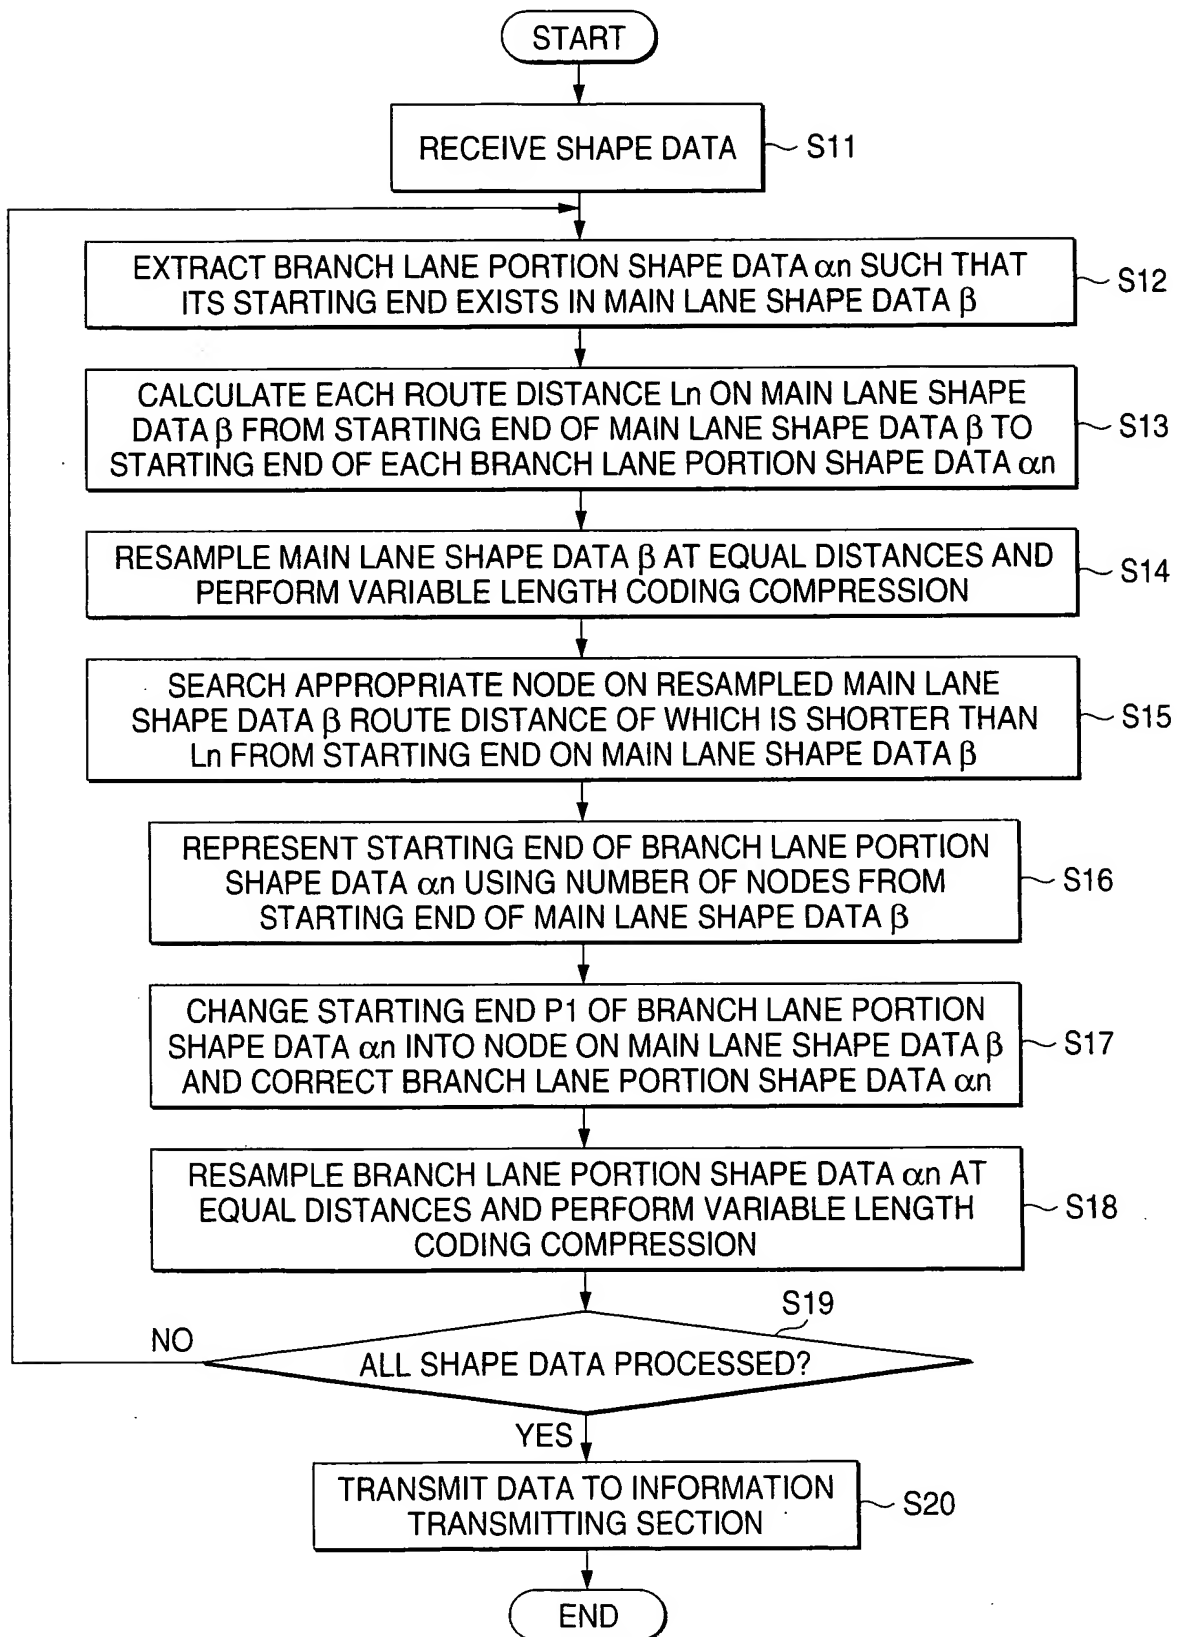 START
RECEIVE SHAPE DATA
S11
EXTRACT BRANCH LANE PORTION SHAPE DATA αn SUCH THAT
ITS STARTING END EXISTS IN MAIN LANE SHAPE DATA β
S12
CALCULATE EACH ROUTE DISTANCE Ln ON MAIN LANE SHAPE
DATA β FROM STARTING END OF MAIN LANE SHAPE DATA β TO
STARTING END OF EACH BRANCH LANE PORTION SHAPE DATA αn
S13
RESAMPLE MAIN LANE SHAPE DATA β AT EQUAL DISTANCES AND
PERFORM VARIABLE LENGTH CODING COMPRESSION
S14
SEARCH APPROPRIATE NODE ON RESAMPLED MAIN LANE
SHAPE DATA β ROUTE DISTANCE OF WHICH IS SHORTER THAN
Ln FROM STARTING END ON MAIN LANE SHAPE DATA β
S15
REPRESENT STARTING END OF BRANCH LANE PORTION
SHAPE DATA αn USING NUMBER OF NODES FROM
STARTING END OF MAIN LANE SHAPE DATA β
S16
CHANGE STARTING END P1 OF BRANCH LANE PORTION
SHAPE DATA αn INTO NODE ON MAIN LANE SHAPE DATA β
AND CORRECT BRANCH LANE PORTION SHAPE DATA αn
S17
RESAMPLE BRANCH LANE PORTION SHAPE DATA αn AT
EQUAL DISTANCES AND PERFORM VARIABLE LENGTH
CODING COMPRESSION
S18
S19
NO
ALL SHAPE DATA PROCESSED?
YES
TRANSMIT DATA TO INFORMATION
TRANSMITTING SECTION
S20
END